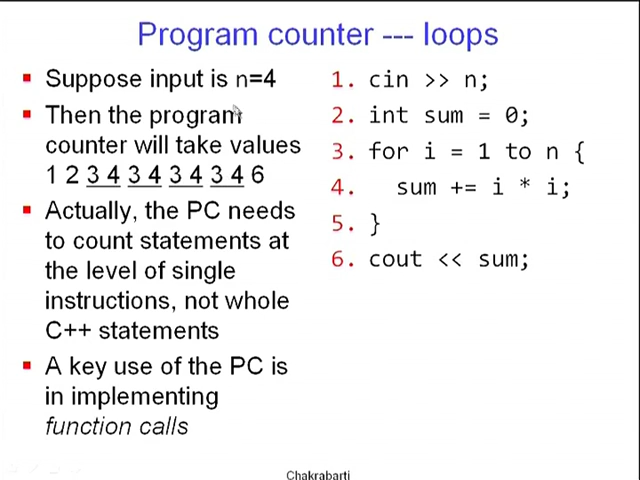 Program counter --- loops
Suppose input is n=4
Then the program
counter will take values
1 2 3 4 3 4 3 4 3 4 6
Actually, the PC needs
to count statements at
the level of single
instructions, not whole
C++ statements
A key use of the PC is
in implementing
function calls
1. cin >> n;
2. int sum = 0;
3. for i = 1 to n {
4. sum += i * i;
5. }
6. cout << sum;
Chakrabarti